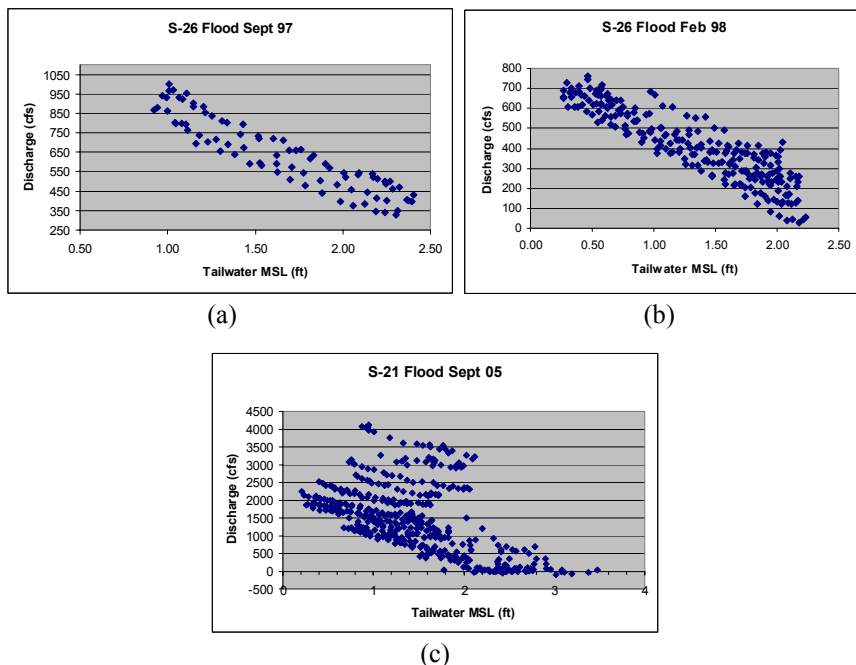 S-26 Flood Sept 97
Discharge (cfs)
1050
950
850
750
650
550
450
350
250
0.50 1.00 1.50 2.00 2.50
Tailwater MSL (ft)
(a)
S-26 Flood Feb 98
Discharge (cfs)
800
700
600
500
400
300
200
100
0
0.00 0.50 1.00 1.50 2.00 2.50
Tailwater MSL (ft)
(b)
S-21 Flood Sept 05
Discharge (cfs)
4500
4000
3500
3000
2500
2000
1500
1000
500
0
-500
0 1 2 3 4
Tailwater MSL (ft)
(c)